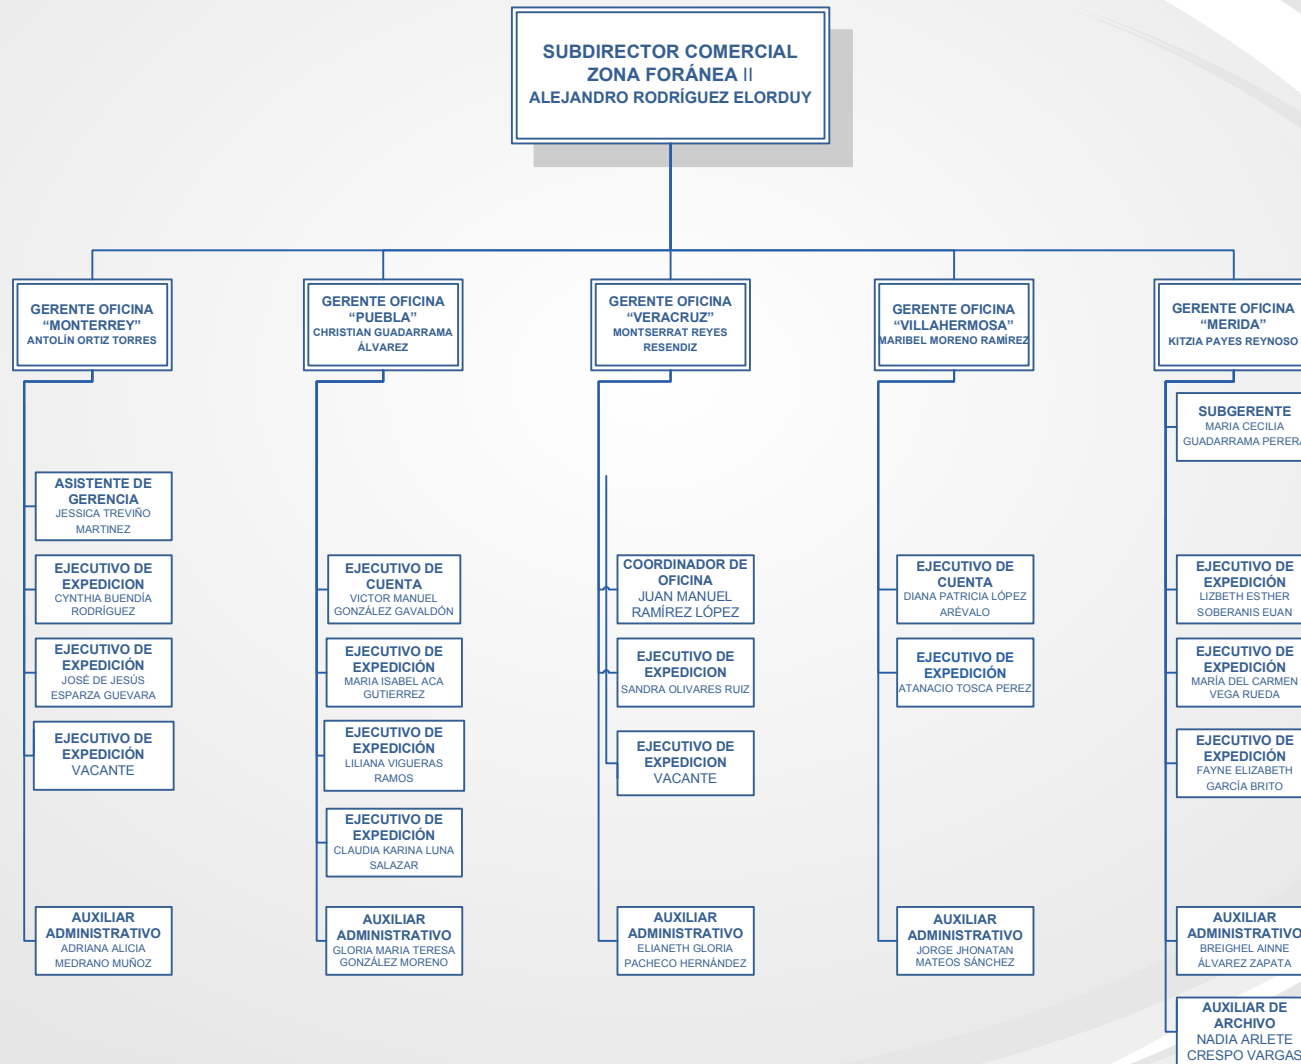 SUBDIRECTOR COMERCIAL
ZONA FORÁNEA II
ALEJANDRO RODRÍGUEZ ELORDUY
GERENTE OFICINA
“MONTERREY”
ANTOLÍN ORTIZ TORRES
GERENTE OFICINA
“PUEBLA”
CHRISTIAN GUADARRAMA
ÁLVAREZ
GERENTE OFICINA
“VERACRUZ”
MONTSERRAT REYES
RESENDIZ
GERENTE OFICINA
“VILLAHERMOSA”
MARIBEL MORENO RAMÍREZ
GERENTE OFICINA
“MERIDA”
KITZIA PAYES REYNOSO
ASISTENTE DE
GERENCIA
JESSICA TREVIÑO
MARTINEZ
EJECUTIVO DE
EXPEDICION
CYNTHIA BUENDÍA
RODRÍGUEZ
EJECUTIVO DE
EXPEDICIÓN
JOSÉ DE JESÚS
ESPARZA GUEVARA
EJECUTIVO DE
EXPEDICIÓN
VACANTE
AUXILIAR
ADMINISTRATIVO
ADRIANA ALICIA
MEDRANO MUÑOZ
EJECUTIVO DE
CUENTA
VICTOR MANUEL
GONZÁLEZ GAVALDÓN
EJECUTIVO DE
EXPEDICIÓN
MARIA ISABEL ACA
GUTIERREZ
EJECUTIVO DE
EXPEDICIÓN
LILIANA VIGUERAS
RAMOS
EJECUTIVO DE
EXPEDICIÓN
CLAUDIA KARINA LUNA
SALAZAR
AUXILIAR
ADMINISTRATIVO
GLORIA MARIA TERESA
GONZÁLEZ MORENO
COORDINADOR DE
OFICINA
JUAN MANUEL
RAMÍREZ LÓPEZ
EJECUTIVO DE
EXPEDICION
SANDRA OLIVARES RUIZ
EJECUTIVO DE
EXPEDICION
VACANTE
AUXILIAR
ADMINISTRATIVO
ELIANETH GLORIA
PACHECO HERNÁNDEZ
EJECUTIVO DE
CUENTA
DIANA PATRICIA LÓPEZ
ARÉVALO
EJECUTIVO DE
EXPEDICIÓN
ATANACIO TOSCA PEREZ
AUXILIAR
ADMINISTRATIVO
JORGE JHONATAN
MATEOS SÁNCHEZ
SUBGERENTE
MARIA CECILIA
GUADARRAMA PERERA
EJECUTIVO DE
EXPEDICIÓN
LIZBETH ESTHER
SOBERANIS EUAN
EJECUTIVO DE
EXPEDICIÓN
MARÍA DEL CARMEN
VEGA RUEDA
EJECUTIVO DE
EXPEDICIÓN
FAYNE ELIZABETH
GARCÍA BRITO
AUXILIAR
ADMINISTRATIVO
BREIGHEL AINNE
ÁLVAREZ ZAPATA
AUXILIAR DE
ARCHIVO
NADIA ARLETE
CRESPO VARGAS